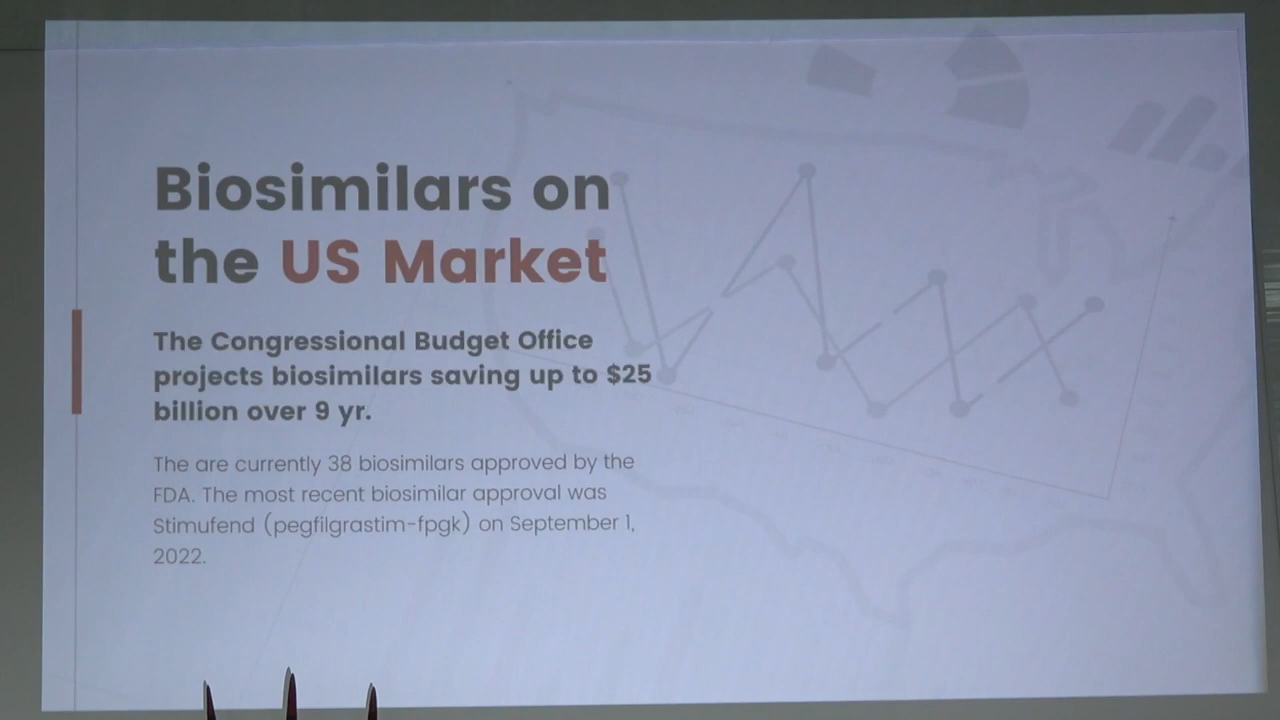 Biosimilars on
the US Market
The Congressional Budget Office
projects biosimilars saving up to $25
billion over 9 yr.
The are currently 38 biosimilars approved by the
FDA. The most recent biosimilar approval was
Stimufend (pegfilgrastim-fpgk) on September 1,
2022.